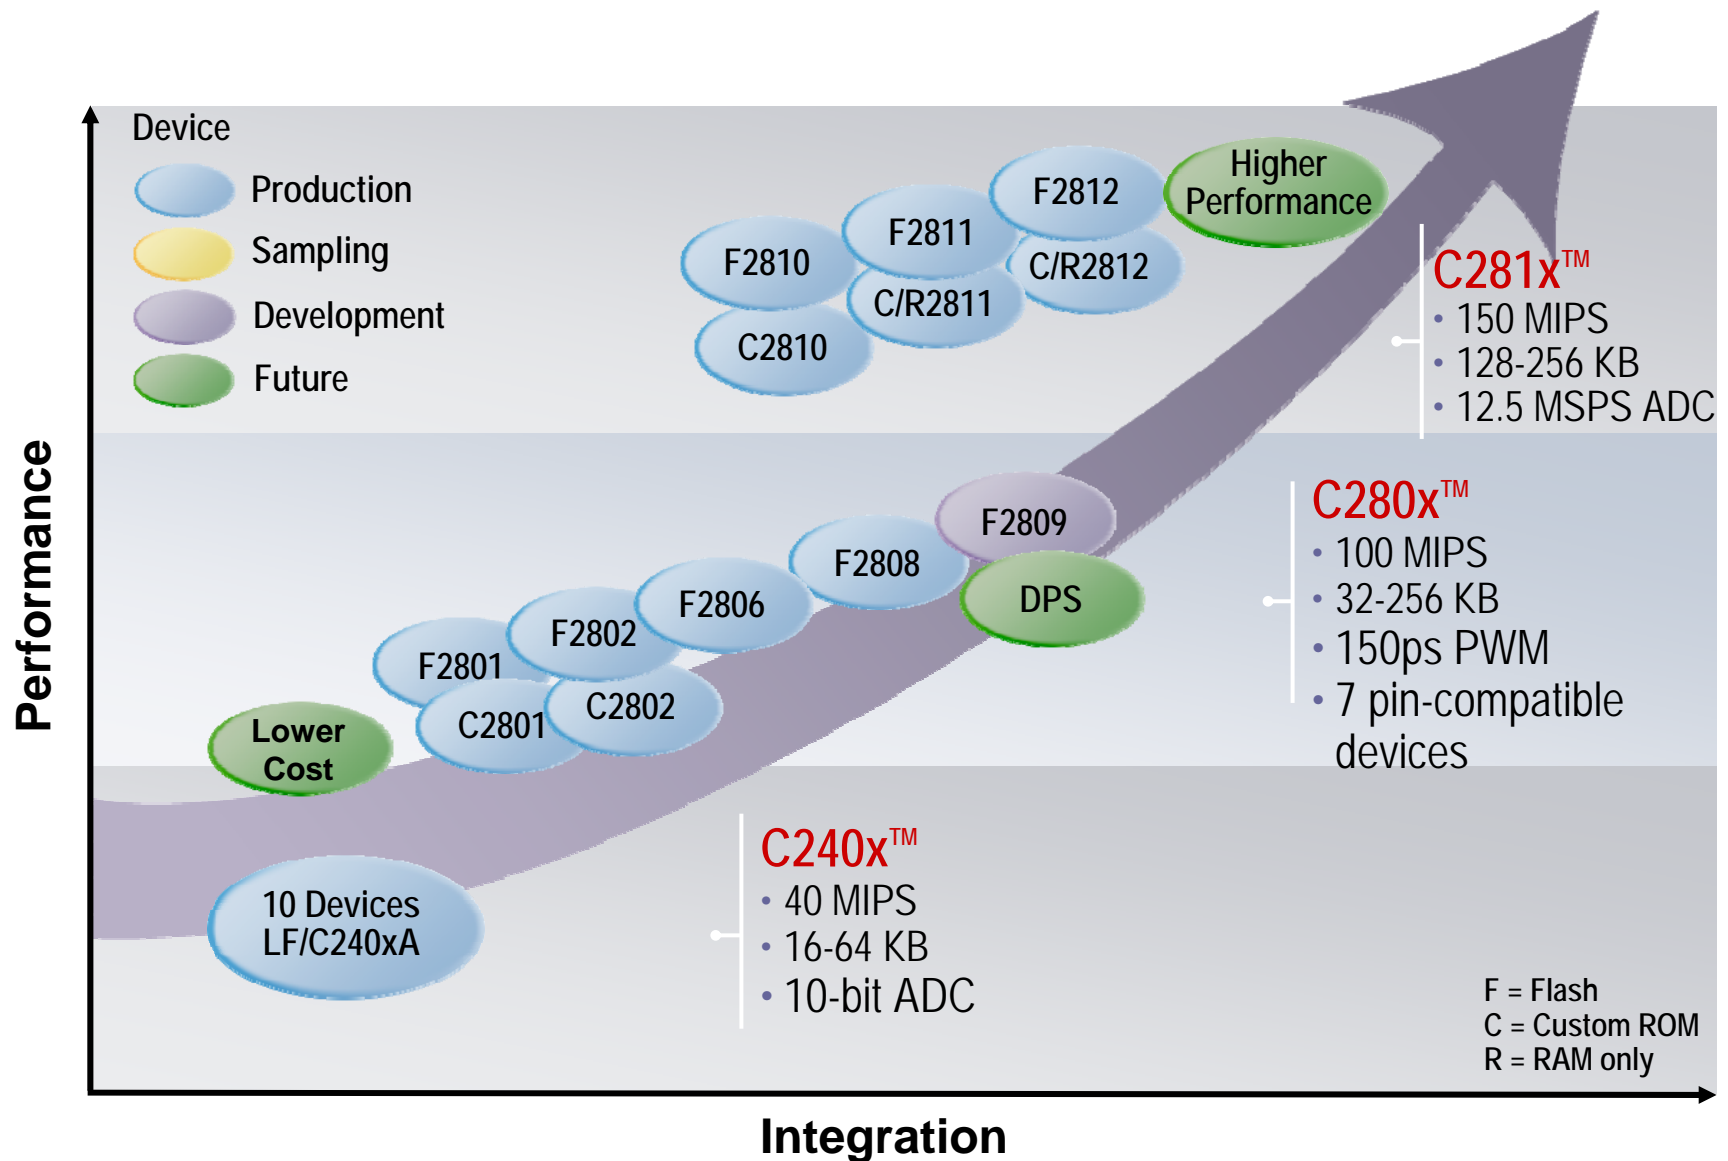 Device
Production
Sampling
Development
Future
Performance
Higher
Performance
F2812
F2811
F2810
C/R2812
C/R2811
C2810
C281x™
• 150 MIPS
• 128-256 KB
• 12.5 MSPS ADC
F2809
F2808
DPS
F2806
F2802
F2801
C2802
C2801
Lower
Cost
C280x™
• 100 MIPS
• 32-256 KB
• 150ps PWM
• 7 pin-compatible
devices
10 Devices
LF/C240xA
C240x™
• 40 MIPS
• 16-64 KB
• 10-bit ADC
F = Flash
C = Custom ROM
R = RAM only
Integration